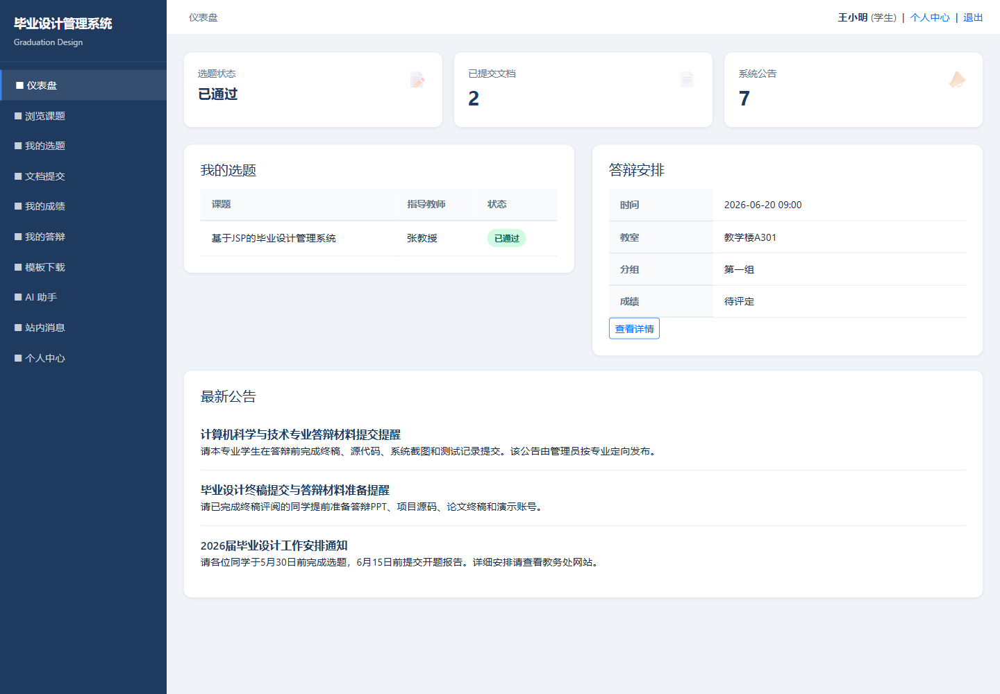 毕业设计管理系统
Graduation Design
仪表盘
浏览课题
我的选题
文档提交
我的成绩
我的答辩
模板下载
AI 助手
站内消息
个人中心
仪表盘
王小明 (学生) | 个人中心 | 退出
选题状态
已通过
已提交文档
2
系统公告
7
我的选题
课题 指导教师 状态
基于JSP的毕业设计管理系统 张教授 已通过
答辩安排
时间 2026-06-20 09:00
教室 教学楼A301
分组 第一组
成绩 待评定
查看详情
最新公告
计算机科学与技术专业答辩材料提交提醒
请本专业学生在答辩前完成终稿、源代码、系统截图和测试记录提交。该公告由管理员按专业定向发布。
毕业设计终稿提交与答辩材料准备提醒
请已完成终稿评阅的同学提前准备答辩PPT、项目源码、论文终稿和演示账号。
2026届毕业设计工作安排通知
请各位同学于5月30日前完成选题，6月15日前提交开题报告。详细安排请查看教务处网站。